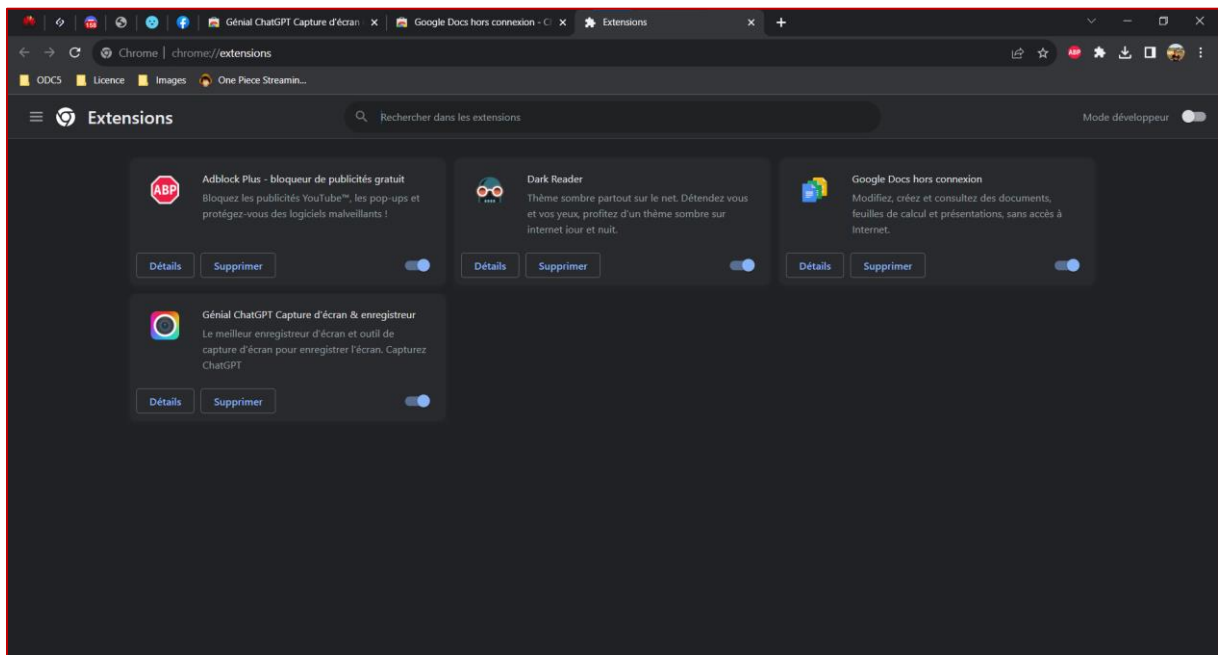 Génial ChatGPT Capture d'écran
Google Docs hors connexion - C
Extensions
Chrome | chrome://extensions
ODC5
Licence
Images
One Piece Streamin...
Extensions
Rechercher dans les extensions
Mode développeur
ABP
Adblock Plus - bloqueur de publicités gratuit
Bloquez les publicités YouTube™, les pop-ups et
protégez-vous des logiciels malveillants !
Détails
Supprimer
Dark Reader
Thème sombre partout sur le net. Détendez vous
et vos yeux, profitez d'un thème sombre sur
internet jour et nuit.
Détails
Supprimer
Google Docs hors connexion
Modifiez, créez et consultez des documents,
feuilles de calcul et présentations, sans accès à
Internet.
Détails
Supprimer
Génial ChatGPT Capture d'écran & enregistreur
Le meilleur enregistreur d'écran et outil de
capture d'écran pour enregistrer l'écran. Capturez
ChatGPT
Détails
Supprimer